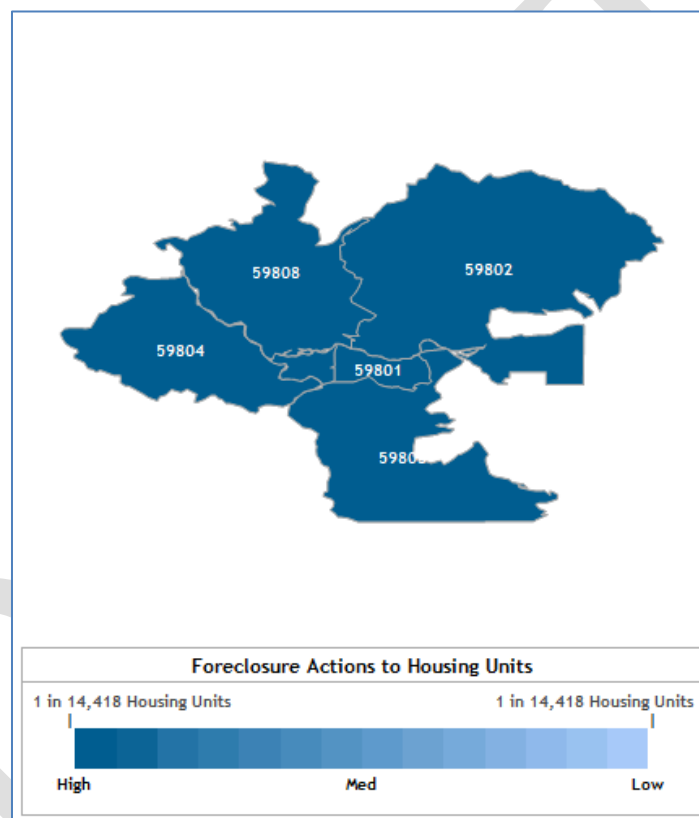 59808
59802
59804
59801
Foreclosure Actions to Housing Units
1 in 14,418 Housing Units
1 in 14,418 Housing Units
High
Med
Low